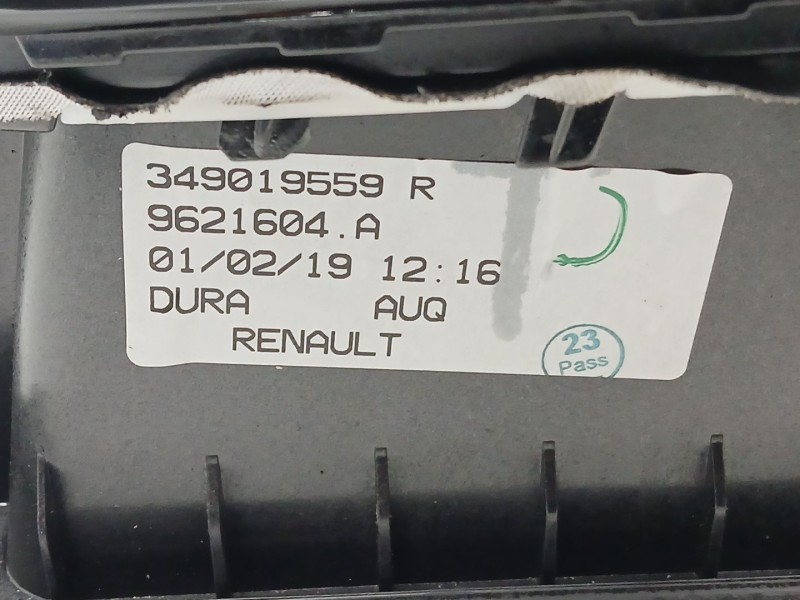 349019559 R
9621604.A
01/02/19 12:16
DURA AUQ
RENAULT
23
Pass